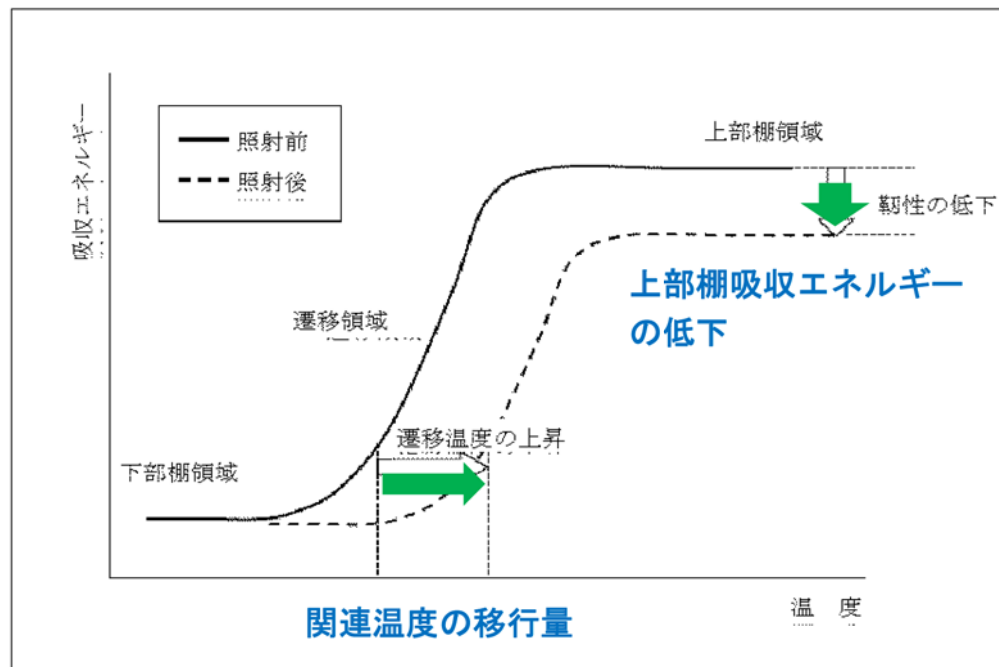 吸収エネルギー
照射前
照射後
上部棚領域
靱性の低下
上部棚吸収エネルギー
の低下
遷移領域
遷移温度の上昇
下部棚領域
関連温度の移行量
温 度